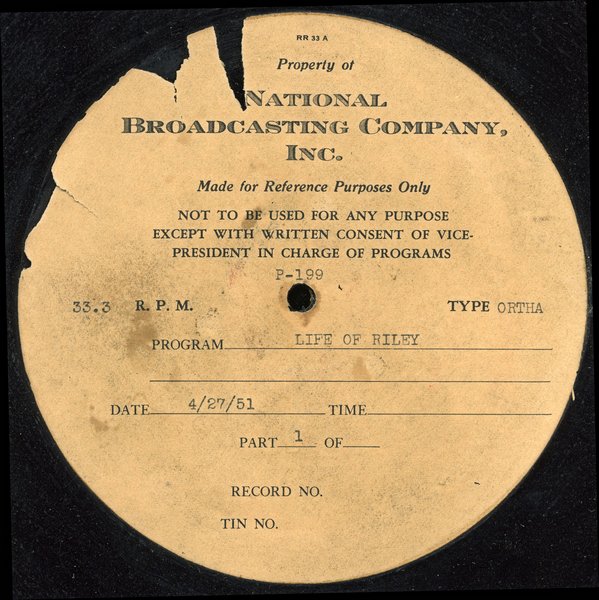 RR 33 A
Property of
NATIONAL
BROADCASTING COMPANY,
INC.
Made for Reference Purposes Only
NOT TO BE USED FOR ANY PURPOSE
EXCEPT WITH WRITTEN CONSENT OF VICE-
PRESIDENT IN CHARGE OF PROGRAMS
P-199
33.3 R. P. M. TYPE ORTHA
PROGRAM LIFE OF RILEY
DATE 4/27/51 TIME
PART 1 OF
RECORD NO.
TIN NO.